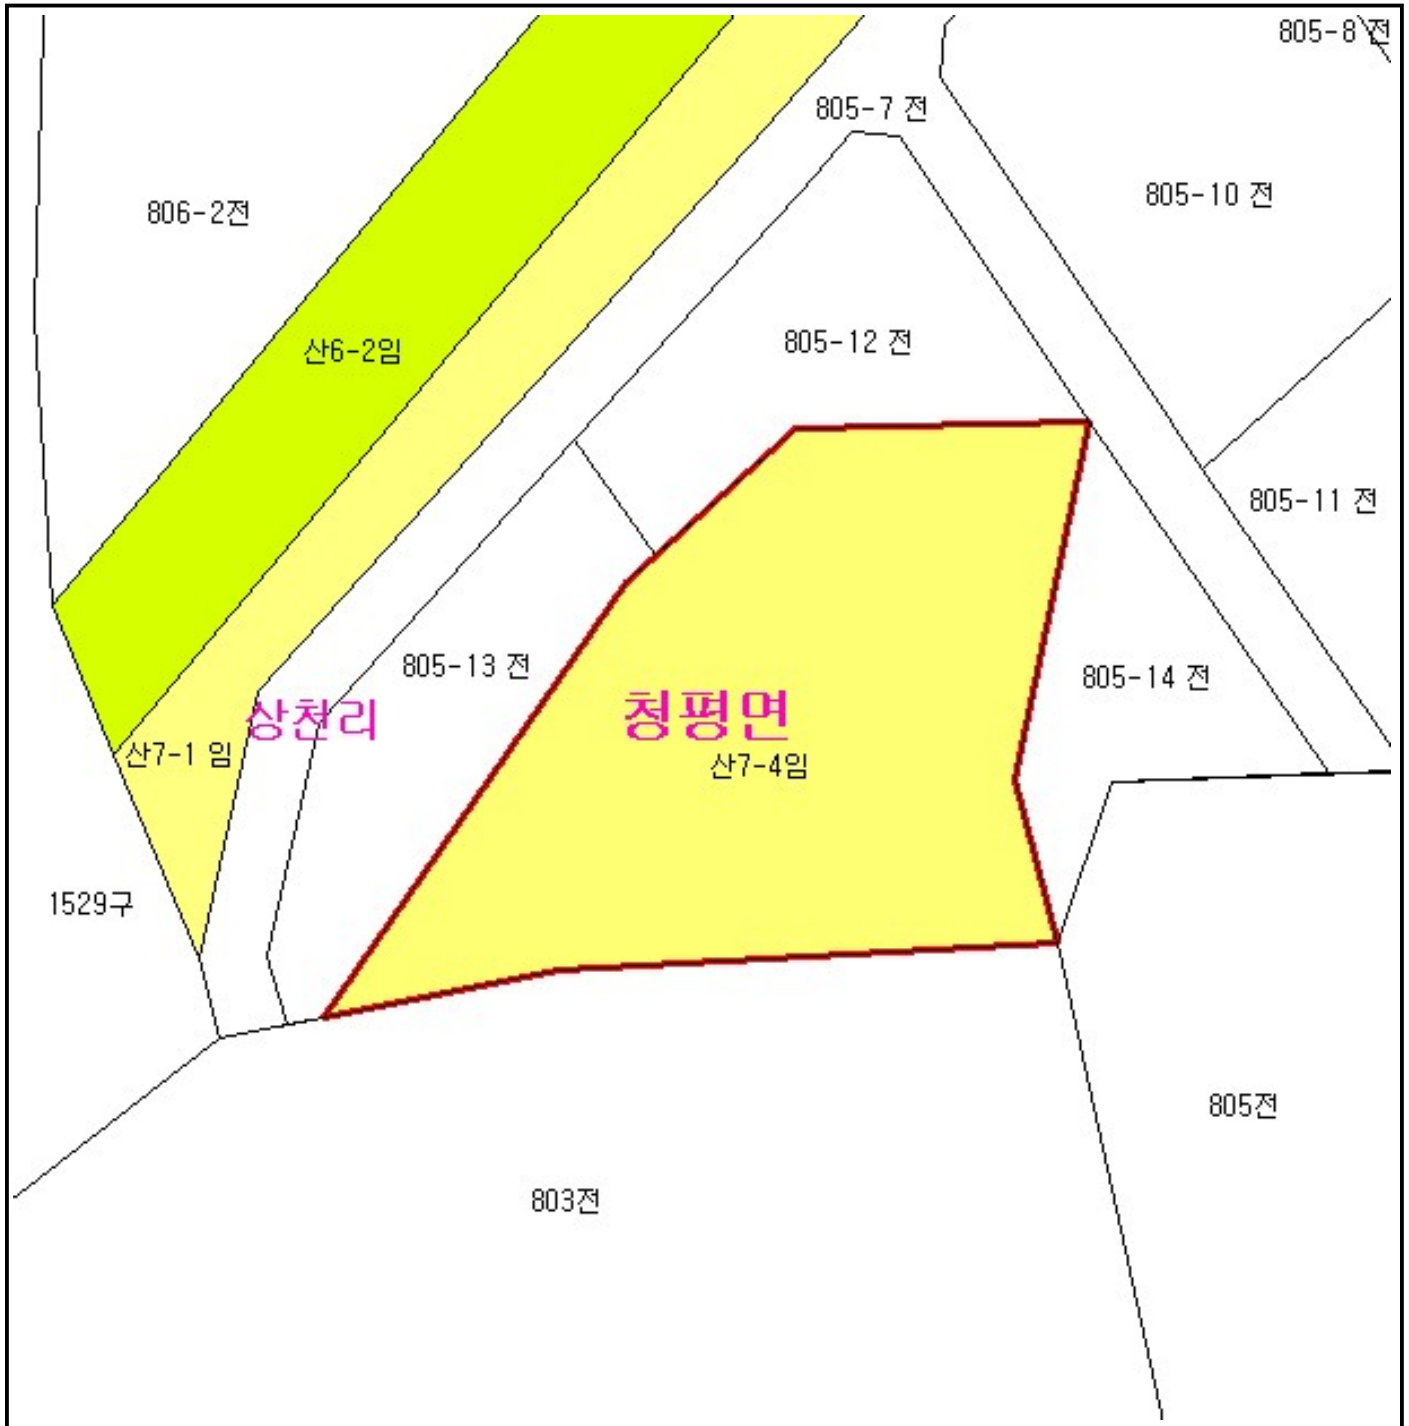 805-8 전
805-7 전
805-10 전
806-2전
805-12 전
산6-2임
805-11 전
805-13 전
805-14 전
상천리
청평면
산7-1 임
산7-4임
1529구
805전
803전